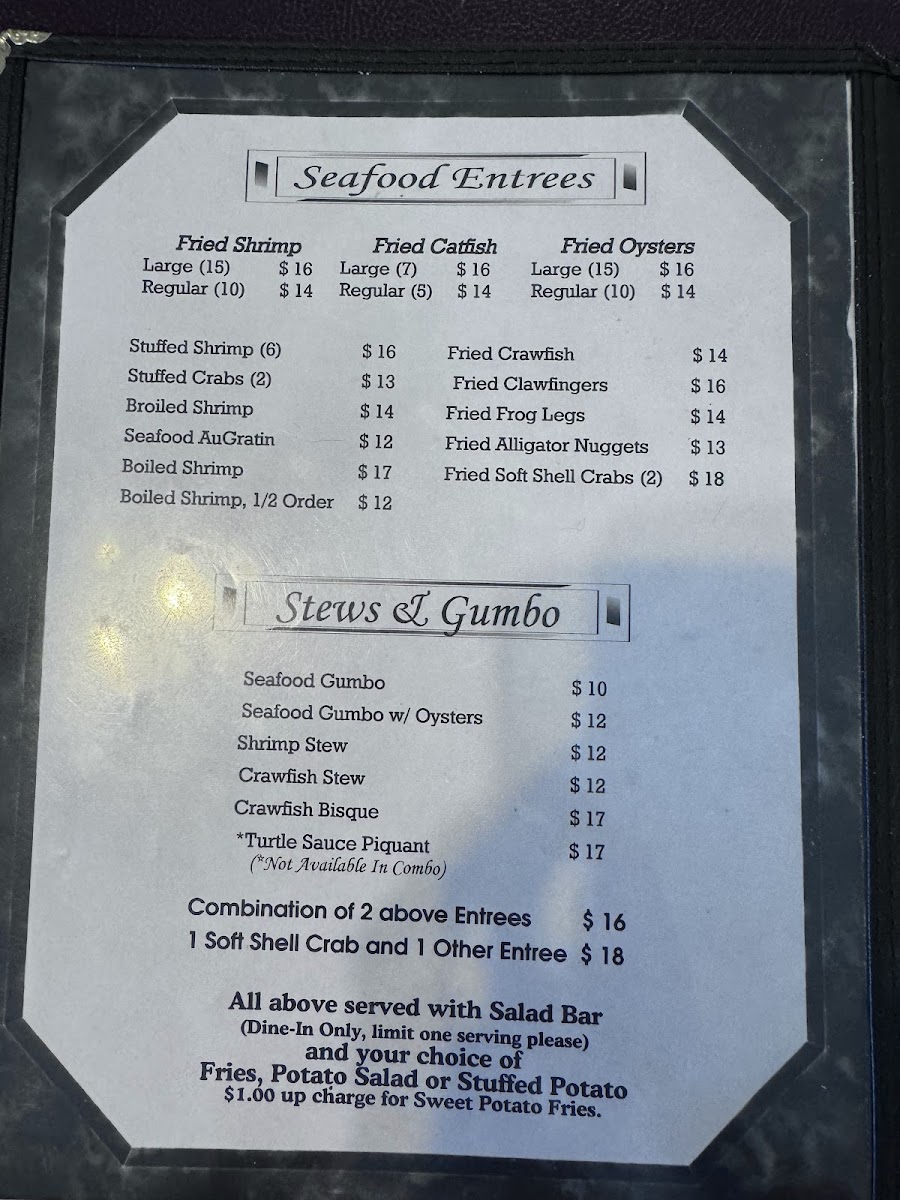 Seafood Entrees
Fried Shrimp Fried Catfish Fried Oysters
Large (15) $ 16 Large (7) $ 16 Large (15) $ 16
Regular (10) $ 14 Regular (5) $ 14 Regular (10) $ 14
Stuffed Shrimp (6) $ 16 Fried Crawfish $ 14
Stuffed Crabs (2) $ 13 Fried Clawfingers $ 16
Broiled Shrimp $ 14 Fried Frog Legs $ 14
Seafood AuGratin $ 12 Fried Alligator Nuggets $ 13
Boiled Shrimp $ 17 Fried Soft Shell Crabs (2) $ 18
Boiled Shrimp, 1/2 Order $ 12
Stews & Gumbo
Seafood Gumbo $ 10
Seafood Gumbo w/ Oysters $ 12
Shrimp Stew $ 12
Crawfish Stew $ 12
Crawfish Bisque $ 17
*Turtle Sauce Piquant $ 17
(*Not Available In Combo)
Combination of 2 above Entrees $ 16
1 Soft Shell Crab and 1 Other Entree $ 18
All above served with Salad Bar
(Dine-In Only, limit one serving please)
and your choice of
Fries, Potato Salad or Stuffed Potato
$1.00 up charge for Sweet Potato Fries.